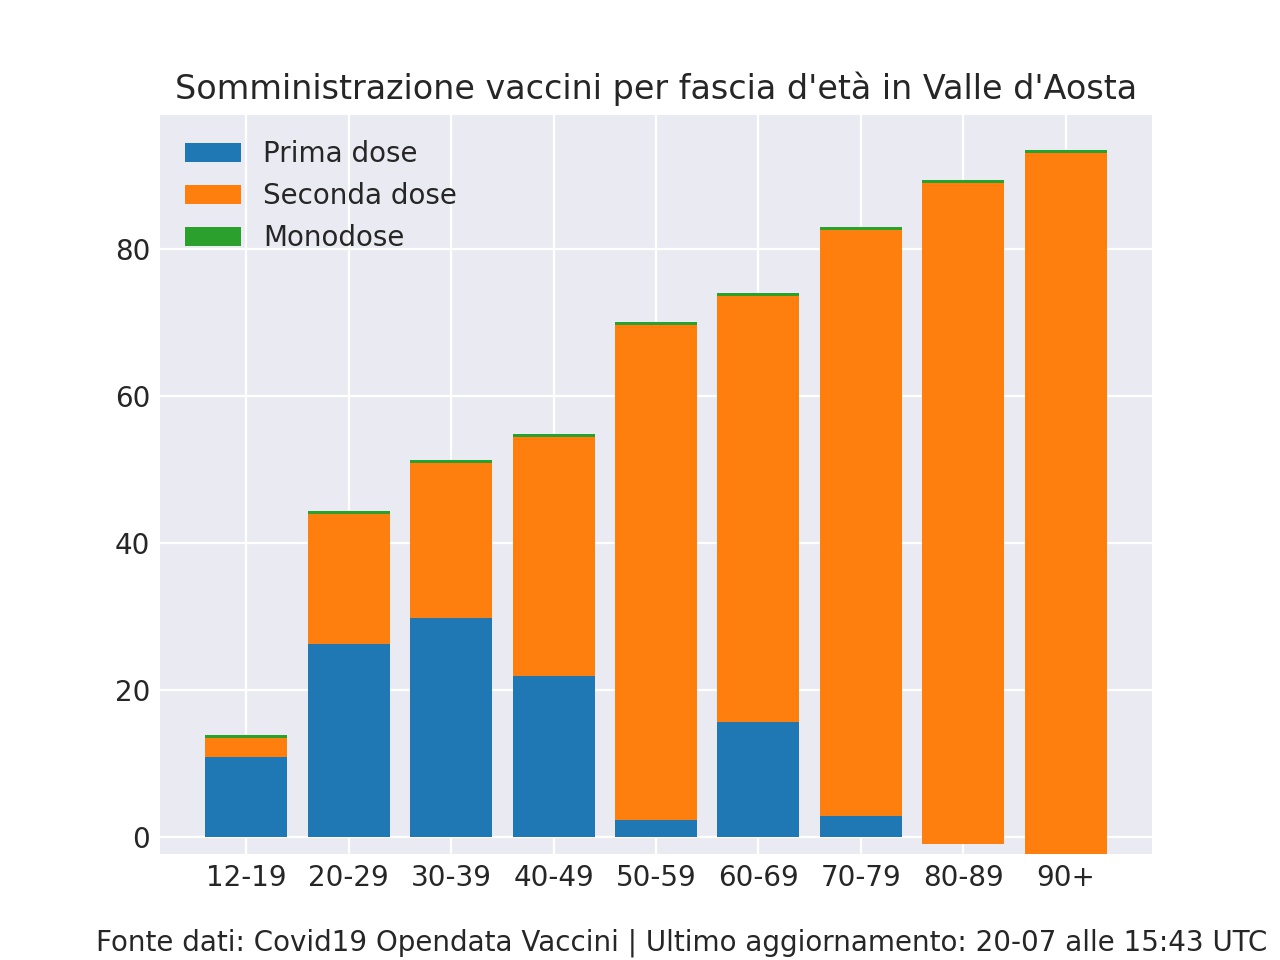 Somministrazione vaccini per fascia d'età in Valle d'Aosta
Prima dose
Seconda dose
Monodose
80
60
40
20
0
12-19 20-29 30-39 40-49 50-59 60-69 70-79 80-89 90+
Fonte dati: Covid19 Opendata Vaccini | Ultimo aggiornamento: 20-07 alle 15:43 UTC